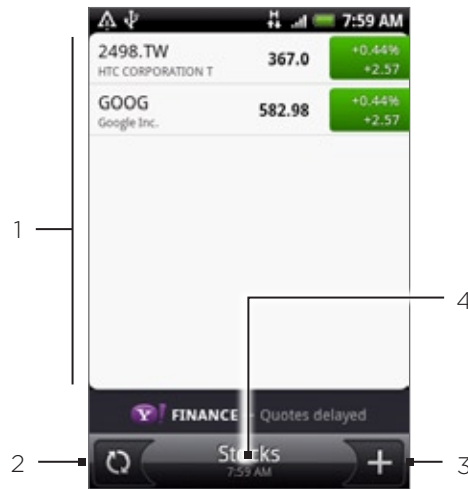 H
7:59 AM
2498.TW
HTC CORPORATION T
367.0
+0.44%
+2.57
GOOG
Google Inc.
582.98
+0.44%
+2.57
1
4
Y! FINANCE - Quotes delayed
2
Stocks
7:59 AM
3